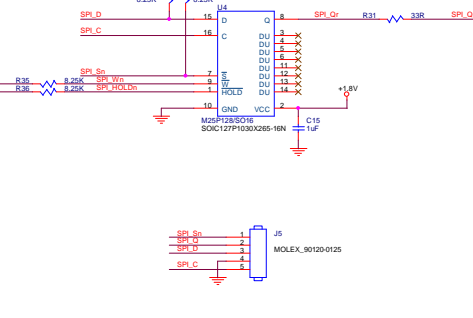 8.25K 8.25K
U4
SPI_D 15 D Q 8 SPI_Qr R31 33R SPI_Q
SPI_C 16 C DU 3
DU 4
DU 5
DU 6
DU 11
SPI_Sn 7 S DU 12
R35 8.25K SPI_Wn 9 W DU 13
R36 8.25K SPI_HOLDn 1 HOLD DU 14
+1.8V
10 GND VCC 2
M25P128/SO16
SOIC127P1030X265-16N
C15
1uF
SPI_Sn 1 J5
SPI_Q 2
SPI_D 3 MOLEX_90120-0125
4
SPI_C 5